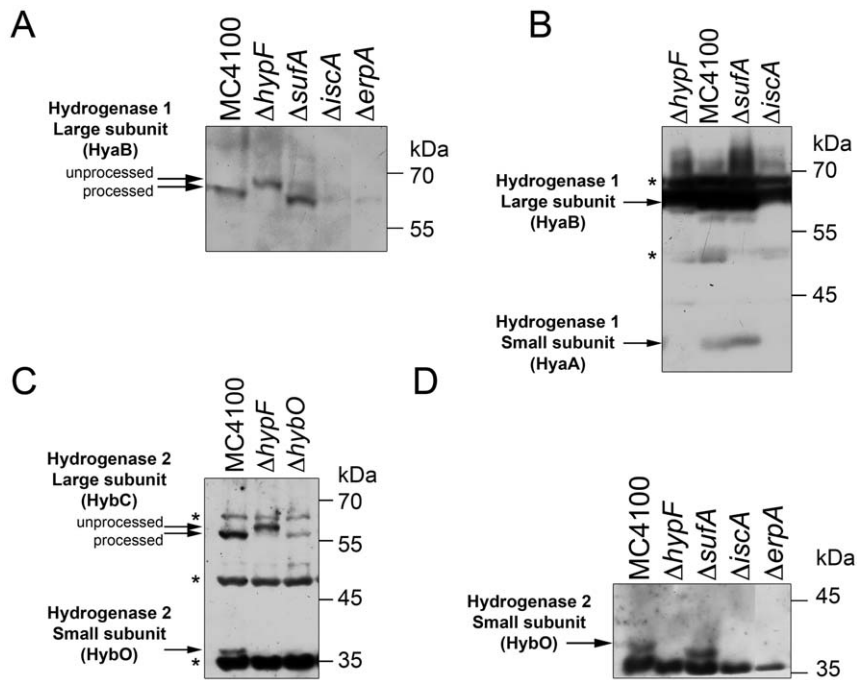 A
MC4100
ΔhypF
ΔsufA
ΔiscA
ΔerpA
Hydrogenase 1
Large subunit
(HyaB)
unprocessed
processed
kDa
70
55
B
ΔhypF
MC4100
ΔsufA
ΔiscA
kDa
*
70
Hydrogenase 1
Large subunit
(HyaB)
55
*
45
Hydrogenase 1
Small subunit
(HyaA)
C
MC4100
ΔhypF
ΔhybO
kDa
Hydrogenase 2
Large subunit
(HybC)
*
70
unprocessed
processed
55
*
45
Hydrogenase 2
Small subunit
(HybO)
*
35
D
MC4100
ΔhypF
ΔsufA
ΔiscA
ΔerpA
kDa
45
Hydrogenase 2
Small subunit
(HybO)
35